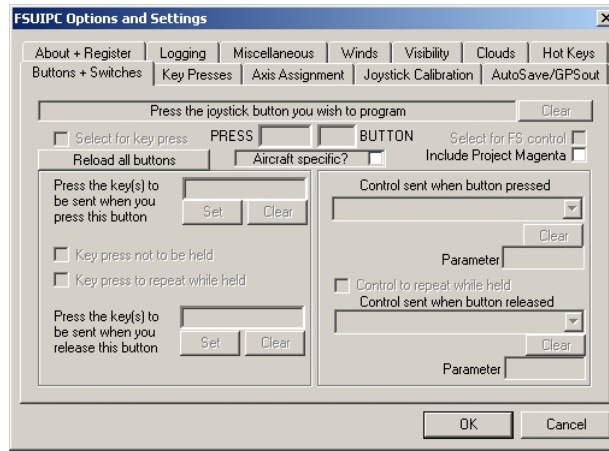 FSUIPC Options and Settings
About + Register Logging Miscellaneous Winds Visibility Clouds Hot Keys
Buttons + Switches Key Presses Axis Assignment Joystick Calibration AutoSave/GPSout
Press the joystick button you wish to program Clear
Select for key press PRESS BUTTON Select for FS control
Reload all buttons Aircraft specific? Include Project Magenta
Press the key(s) to
be sent when you
press this button
Set Clear
Key press not to be held
Key press to repeat while held
Press the key(s) to
be sent when you
release this button
Set Clear
Control sent when button pressed
Clear
Parameter
Control to repeat while held
Control sent when button released
Clear
Parameter
OK Cancel